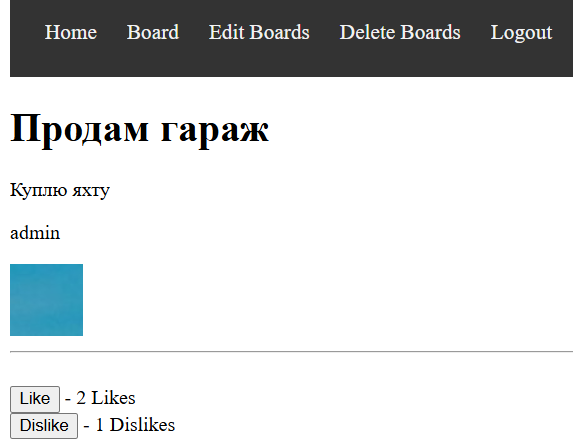 Home Board Edit Boards Delete Boards Logout
Продам гараж
Куплю яхту
admin
Like - 2 Likes
Dislike - 1 Dislikes